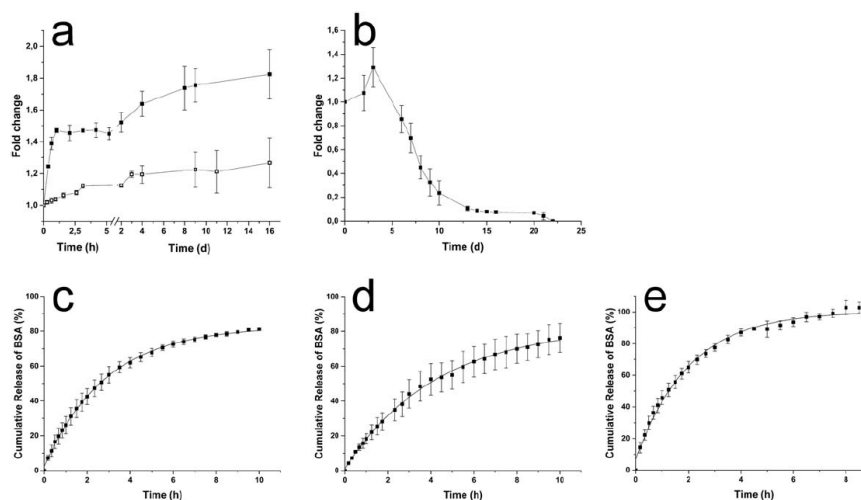 a
2,0
1,8
1,6
1,4
1,2
1,0
Fold change
2,5 5 2 4 6 8 10 12 14 16
Time (h) Time (d)
b
1,6
1,4
1,2
1,0
0,8
0,6
0,4
0,2
0,0
Fold change
0 5 10 15 20 25
Time (d)
c
100
80
60
40
20
0
Cumulative Release of BSA (%)
0 2 4 6 8 10
Time (h)
d
100
80
60
40
20
0
Cumulative Release of BSA (%)
0 2 4 6 8 10
Time (h)
e
100
80
60
40
20
0
Cumulative Release of BSA (%)
0 2 4 6 8
Time (h)